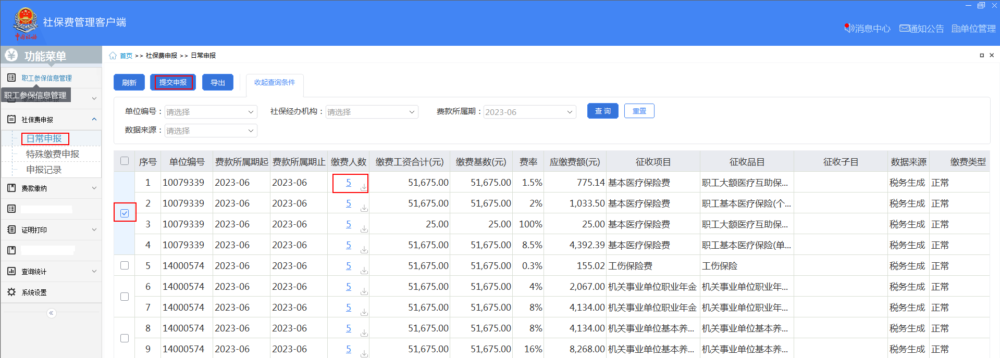 社保费管理客户端
消息中心 通知公告 单位管理
功能菜单
首页 >> 社保费申报 >> 日常申报
职工参保信息管理
职工参保信息管理
社保费申报
日常申报
特殊缴费申报
申报记录
费款缴纳
证明打印
查询统计
系统设置
刷新 提交申报 导出 收起查询条件
单位编号： 请选择 社保经办机构： 请选择 费款所属期： 2023-06 查询 重置
数据来源： 请选择
序号 单位编号 费款所属期起 费款所属期止 缴费人数 缴费工资合计(元) 缴费基数(元) 费率 应缴费额(元) 征收项目 征收品目 征收子目 数据来源 缴费类型
1 10079339 2023-06 2023-06 5 51,675.00 51,675.00 1.5% 775.14 基本医疗保险费 职工大额医疗互助保... 税务生成 正常
2 10079339 2023-06 2023-06 5 51,675.00 51,675.00 2% 1,033.50 基本医疗保险费 职工基本医疗保险(个... 税务生成 正常
3 10079339 2023-06 2023-06 5 25.00 25.00 100% 25.00 基本医疗保险费 职工大额医疗互助保... 税务生成 正常
4 10079339 2023-06 2023-06 5 51,675.00 51,675.00 8.5% 4,392.39 基本医疗保险费 职工基本医疗保险(单... 税务生成 正常
5 14000574 2023-06 2023-06 5 51,675.00 51,675.00 0.3% 155.02 工伤保险费 工伤保险 税务生成 正常
6 14000574 2023-06 2023-06 5 51,675.00 51,675.00 4% 2,067.00 机关事业单位职业年金 机关事业单位职业年... 税务生成 正常
7 14000574 2023-06 2023-06 5 51,675.00 51,675.00 8% 4,134.00 机关事业单位职业年金 机关事业单位职业年... 税务生成 正常
8 14000574 2023-06 2023-06 5 51,675.00 51,675.00 8% 4,134.00 机关事业单位基本养... 机关事业单位基本养... 税务生成 正常
9 14000574 2023-06 2023-06 5 51,675.00 51,675.00 16% 8,268.00 机关事业单位基本养... 机关事业单位基本养... 税务生成 正常